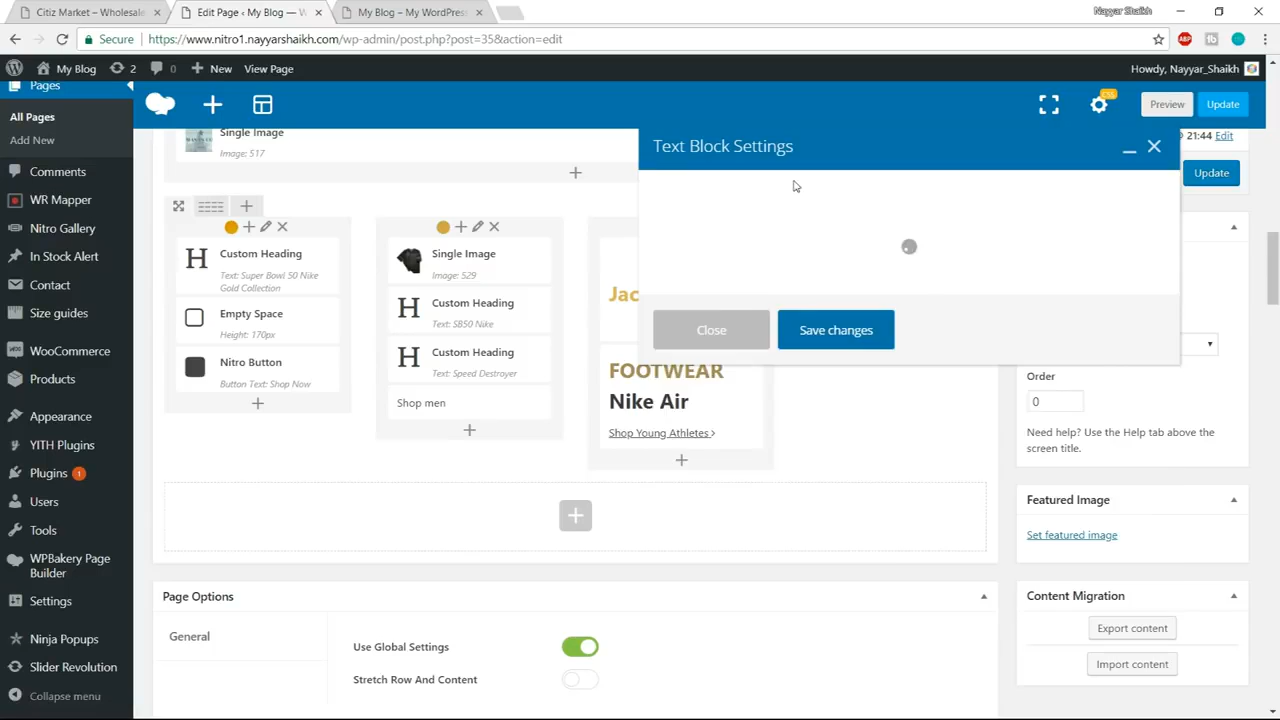 Citiz Market – Wholesale
Edit Page ‹ My Blog — W
My Blog – My WordPress
Nayyar Shaikh
Secure
https://www.nitro1.nayyarshaikh.com/wp-admin/post.php?post=35&action=edit
My Blog
2
0
New
View Page
Howdy, Nayyar_Shaikh
Pages
All Pages
Add New
Comments
WR Mapper
Nitro Gallery
In Stock Alert
Contact
Size guides
WooCommerce
Products
Appearance
YITH Plugins
Plugins 1
Users
Tools
WPBakery Page
Builder
Settings
Ninja Popups
Slider Revolution
Collapse menu
CSS
Preview
Update
Single Image
Image: 517
Text Block Settings
Close
Save changes
21:44 Edit
Update
Custom Heading
Text: Super Bowl 50 Nike
Gold Collection
Empty Space
Height: 170px
Nitro Button
Button Text: Shop Now
Single Image
Image: 529
Custom Heading
Text: SB50 Nike
Custom Heading
Text: Speed Destroyer
Shop men
Jac
FOOTWEAR
Nike Air
Shop Young Athletes
Order
0
Need help? Use the Help tab above the
screen title.
Featured Image
Set featured image
Content Migration
Export content
Import content
Page Options
General
Use Global Settings
Stretch Row And Content